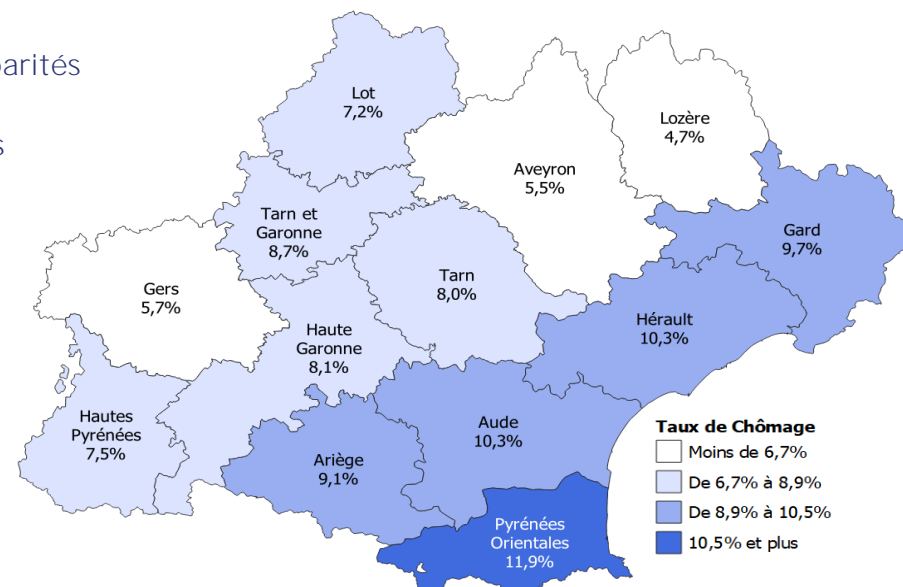 Lot
7,2%
Lozère
4,7%
Aveyron
5,5%
Tarn et
Garonne
8,7%
Gard
9,7%
Tarn
8,0%
Gers
5,7%
Hérault
10,3%
Haute
Garonne
8,1%
Hautes
Pyrénées
7,5%
Aude
10,3%
Ariège
9,1%
Pyrénées
Orientales
11,9%
Taux de Chômage
Moins de 6,7%
De 6,7% à 8,9%
De 8,9% à 10,5%
10,5% et plus